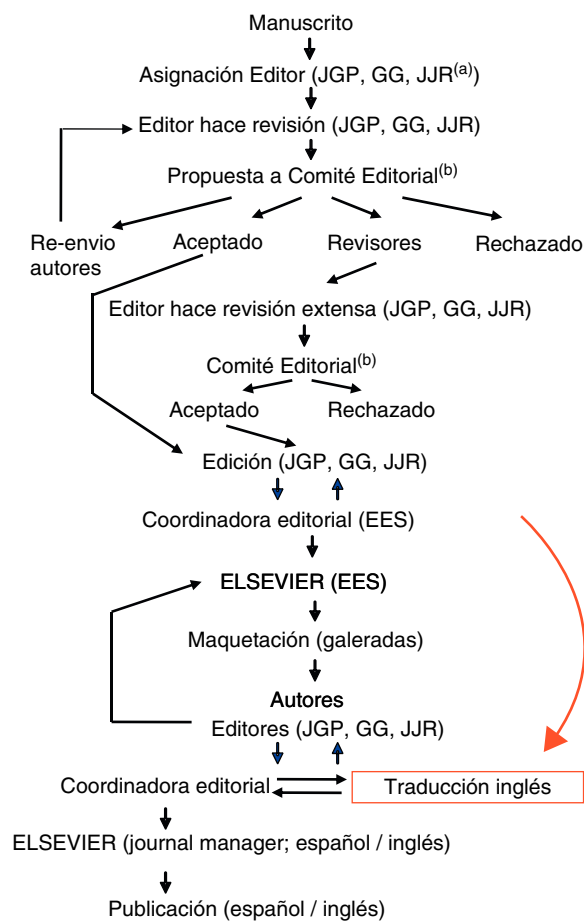 Manuscrito
Asignación Editor (JGP, GG, JJR(a))
Editor hace revisión (JGP, GG, JJR)
Propuesta a Comité Editorial(b)
Re-envio
autores
Aceptado
Revisores
Rechazado
Editor hace revisión extensa (JGP, GG, JJR)
Comité Editorial(b)
Aceptado
Rechazado
Edición (JGP, GG, JJR)
Coordinadora editorial (EES)
ELSEVIER (EES)
Maquetación (galeradas)
Autores
Editores (JGP, GG, JJR)
Coordinadora editorial
Traducción inglés
ELSEVIER (journal manager; español / inglés)
Publicación (español / inglés)